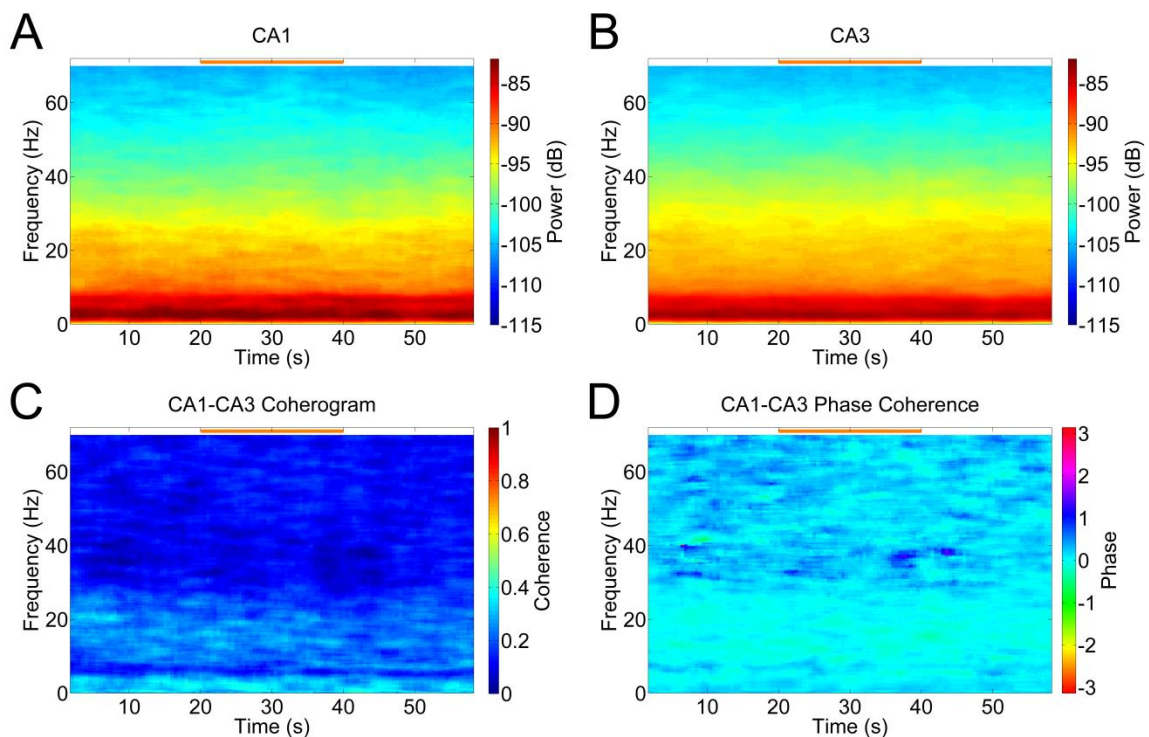 A
CA1
60
40
20
0
Frequency (Hz)
10 20 30 40 50
Time (s)
-85
-90
-95
-100
-105
-110
-115
Power (dB)
B
CA3
60
40
20
0
Frequency (Hz)
10 20 30 40 50
Time (s)
-85
-90
-95
-100
-105
-110
-115
Power (dB)
C
CA1-CA3 Coherogram
60
40
20
0
Frequency (Hz)
10 20 30 40 50
Time (s)
1
0.8
0.6
0.4
0.2
0
Coherence
D
CA1-CA3 Phase Coherence
60
40
20
0
Frequency (Hz)
10 20 30 40 50
Time (s)
3
2
1
0
-1
-2
-3
Phase